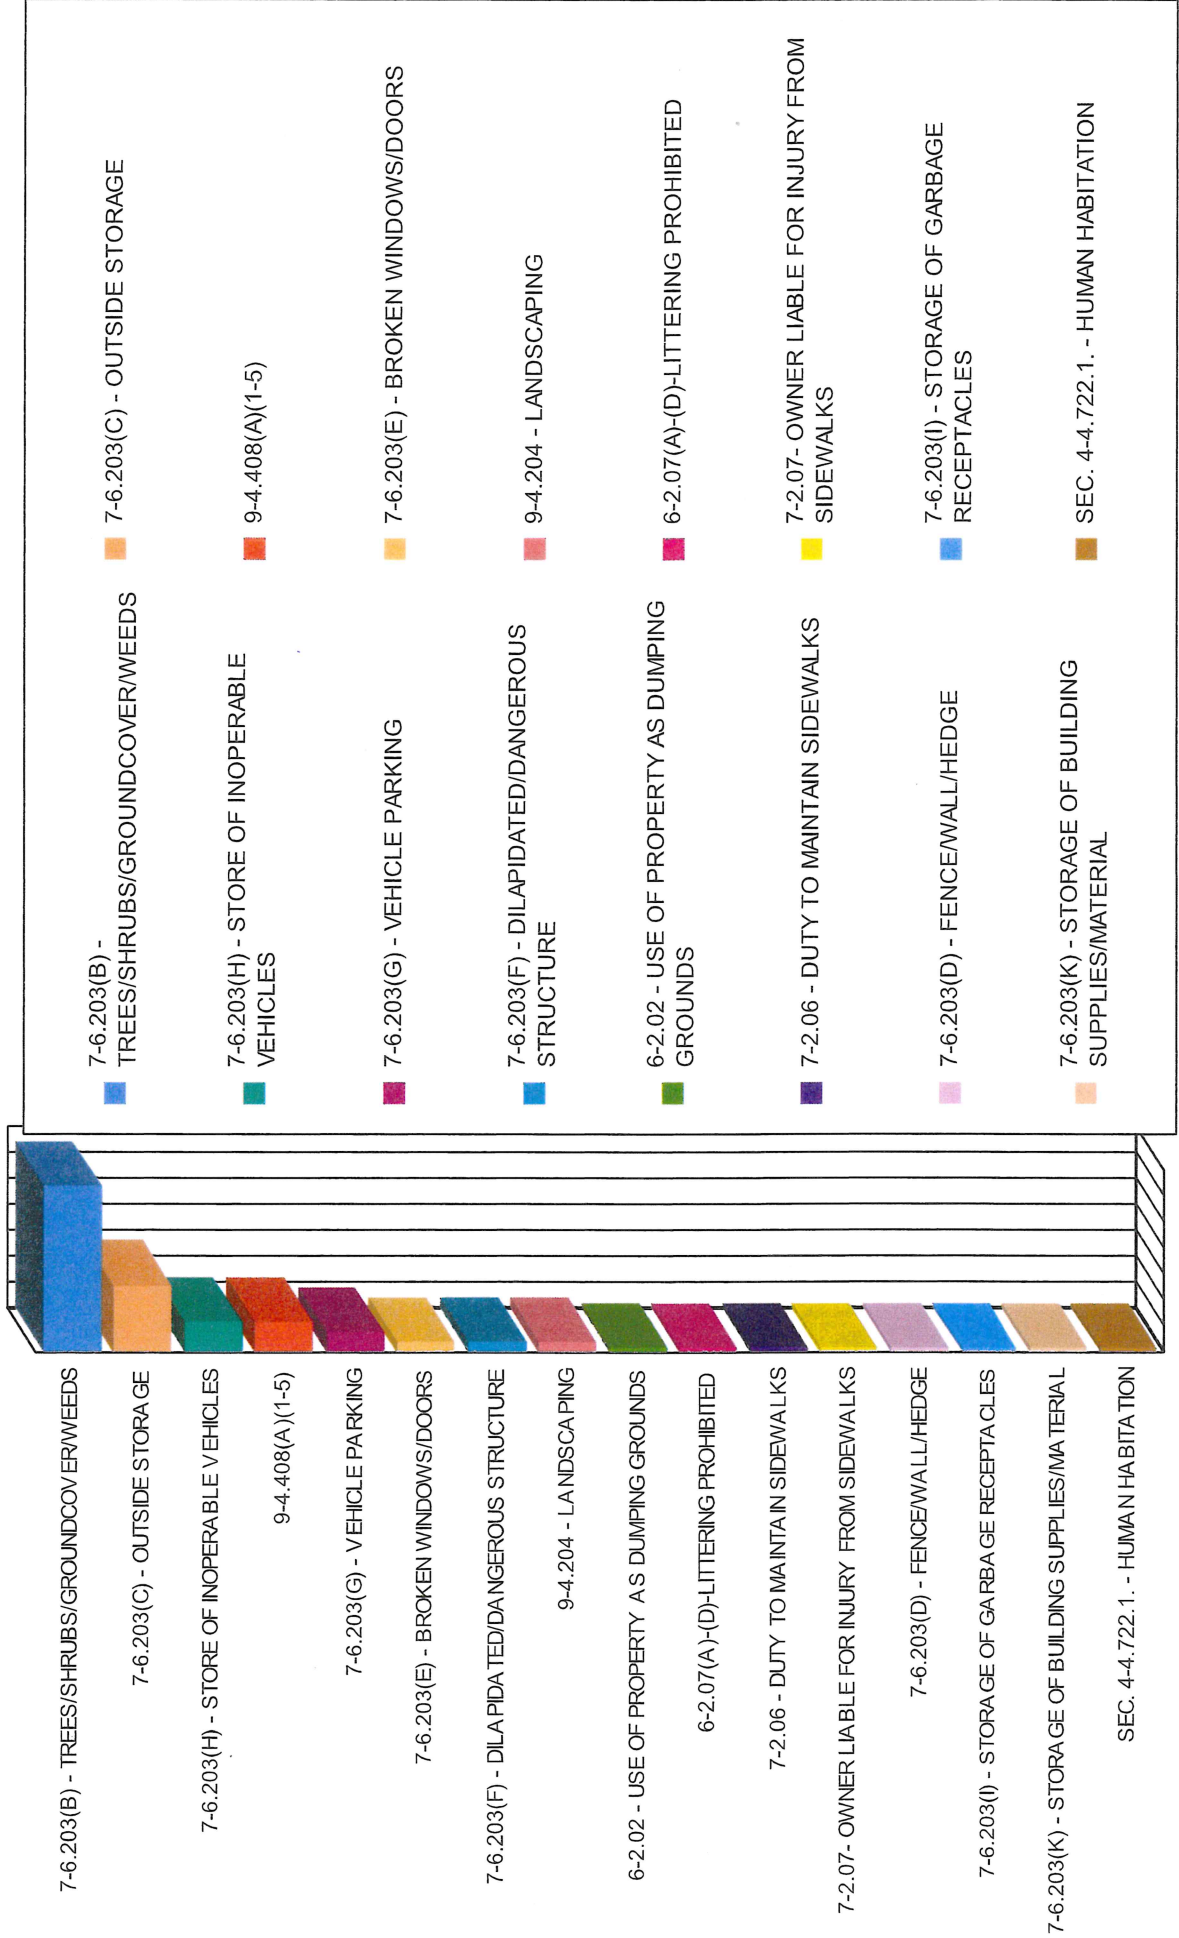 7-6.203(B) - TREES/SHRUBS/GROUNDCOVER/WEEDS
7-6.203(C) - OUTSIDE STORAGE
7-6.203(H) - STORE OF INOPERABLE VEHICLES
9-4.408(A)(1-5)
7-6.203(G) - VEHICLE PARKING
7-6.203(E) - BROKEN WINDOWS/DOORS
7-6.203(F) - DILAPIDATED/DANGEROUS STRUCTURE
9-4.204 - LANDSCAPING
6-2.02 - USE OF PROPERTY AS DUMPING GROUNDS
6-2.07(A)-(D)-LITTERING PROHIBITED
7-2.06 - DUTY TO MAINTAIN SIDEWALKS
7-2.07- OWNER LIABLE FOR INJURY FROM SIDEWALKS
7-6.203(D) - FENCE/WALL/HEDGE
7-6.203(I) - STORAGE OF GARBAGE RECEPTACLES
7-6.203(K) - STORAGE OF BUILDING SUPPLIES/MATERIAL
SEC. 4-4.722.1. - HUMAN HABITATION
7-6.203(B) -
TREES/SHRUBS/GROUNDCOVER/WEEDS
7-6.203(C) - OUTSIDE STORAGE
7-6.203(H) - STORE OF INOPERABLE
VEHICLES
9-4.408(A)(1-5)
7-6.203(G) - VEHICLE PARKING
7-6.203(E) - BROKEN WINDOWS/DOORS
7-6.203(F) - DILAPIDATED/DANGEROUS
STRUCTURE
9-4.204 - LANDSCAPING
6-2.02 - USE OF PROPERTY AS DUMPING
GROUNDS
6-2.07(A)-(D)-LITTERING PROHIBITED
7-2.06 - DUTY TO MAINTAIN SIDEWALKS
7-2.07- OWNER LIABLE FOR INJURY FROM
SIDEWALKS
7-6.203(D) - FENCE/WALL/HEDGE
7-6.203(I) - STORAGE OF GARBAGE
RECEPTACLES
7-6.203(K) - STORAGE OF BUILDING
SUPPLIES/MATERIAL
SEC. 4-4.722.1. - HUMAN HABITATION